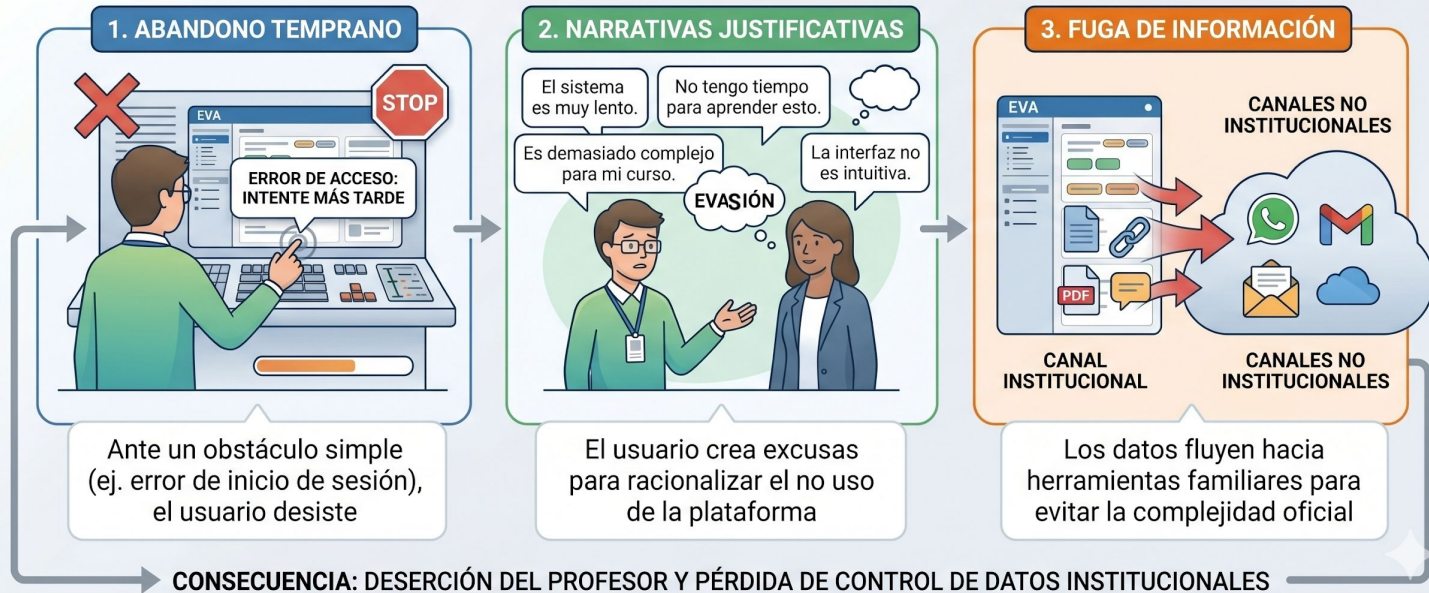 1. ABANDONO TEMPRANO
STOP
EVA
ERROR DE ACCESO:
INTENTE MÁS TARDE
Ante un obstáculo simple
(ej. error de inicio de sesión),
el usuario desiste
2. NARRATIVAS JUSTIFICATIVAS
El sistema
es muy lento.
No tengo tiempo
para aprender esto.
Es demasiado complejo
para mi curso.
La interfaz no
es intuitiva.
EVASIÓN
El usuario crea excusas
para racionalizar el no uso
de la plataforma
3. FUGA DE INFORMACIÓN
EVA
CANALES NO
INSTITUCIONALES
PDF
CANAL
INSTITUCIONAL
CANALES NO
INSTITUCIONALES
Los datos fluyen hacia
herramientas familiares para
evitar la complejidad oficial
CONSECUENCIA: DESERCIÓN DEL PROFESOR Y PÉRDIDA DE CONTROL DE DATOS INSTITUCIONALES